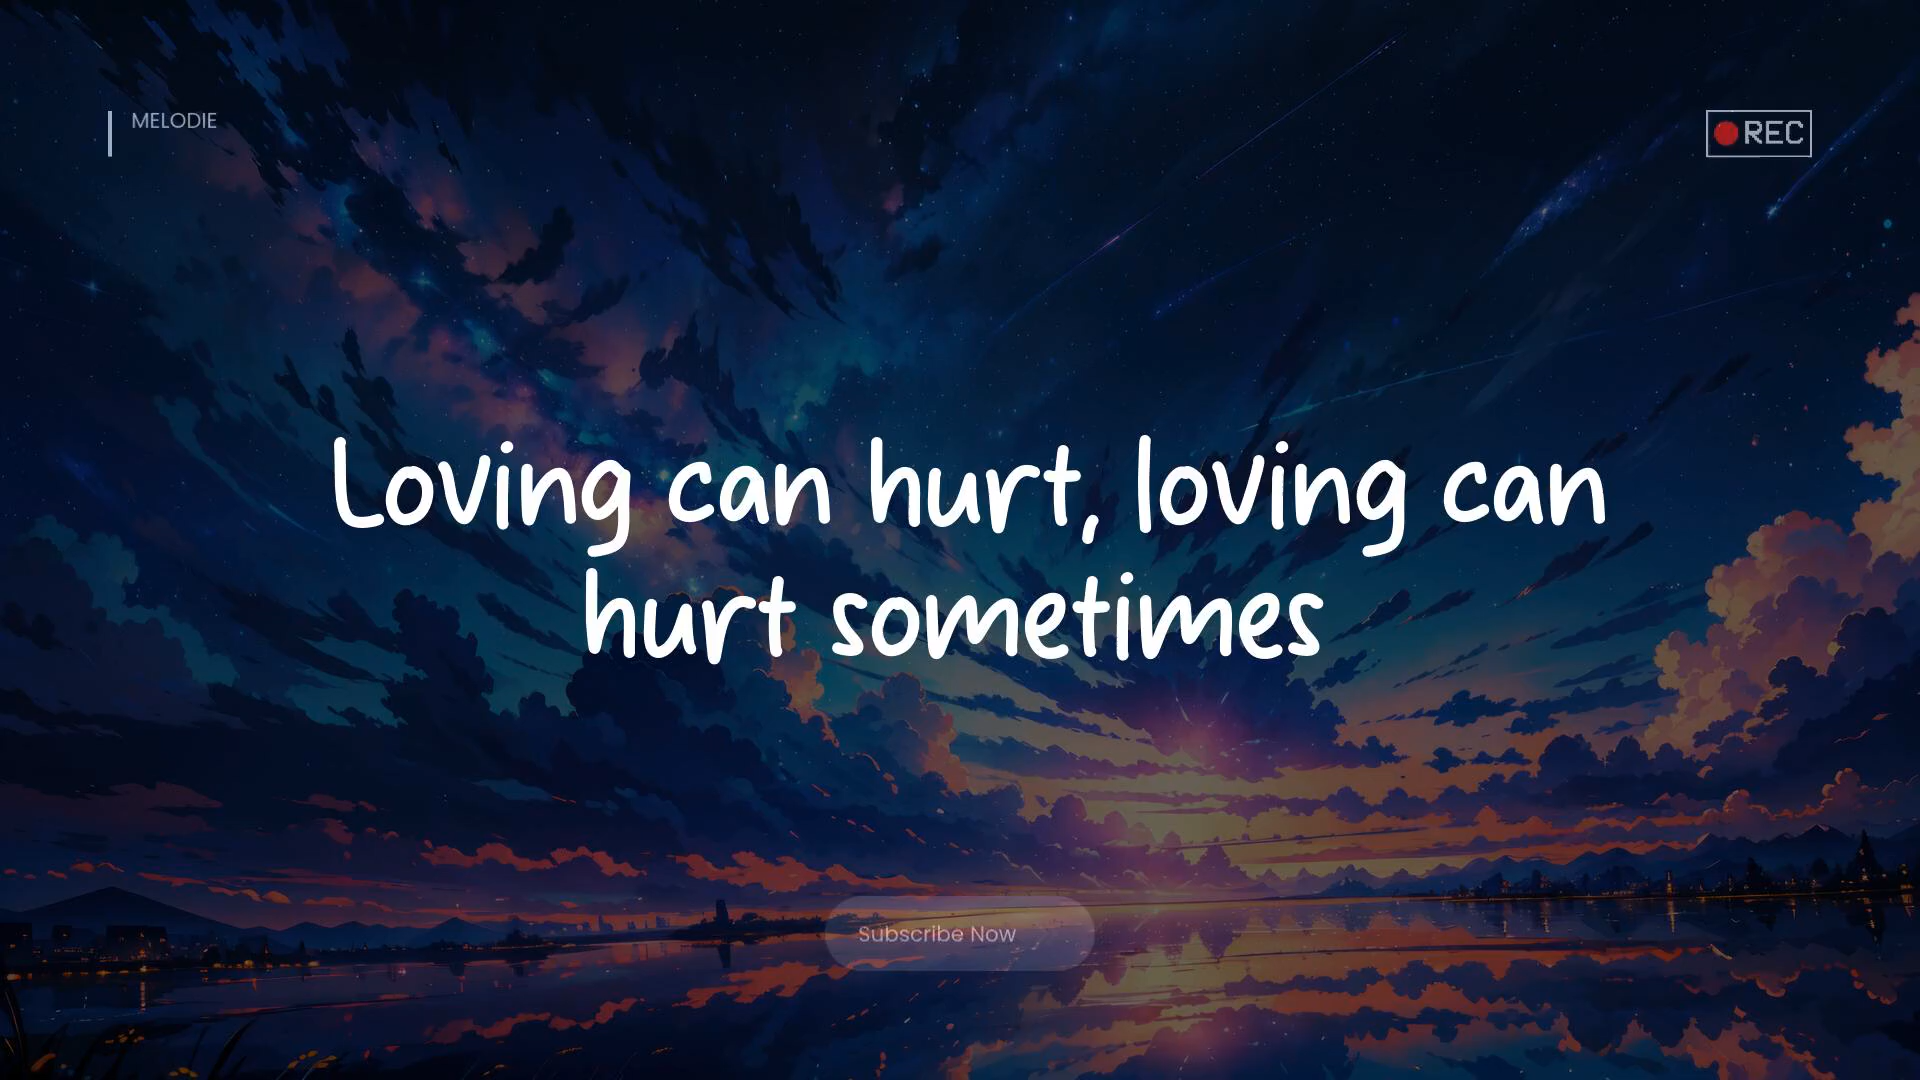 MELODIE
REC
Loving can hurt, loving can
hurt sometimes
Subscribe Now